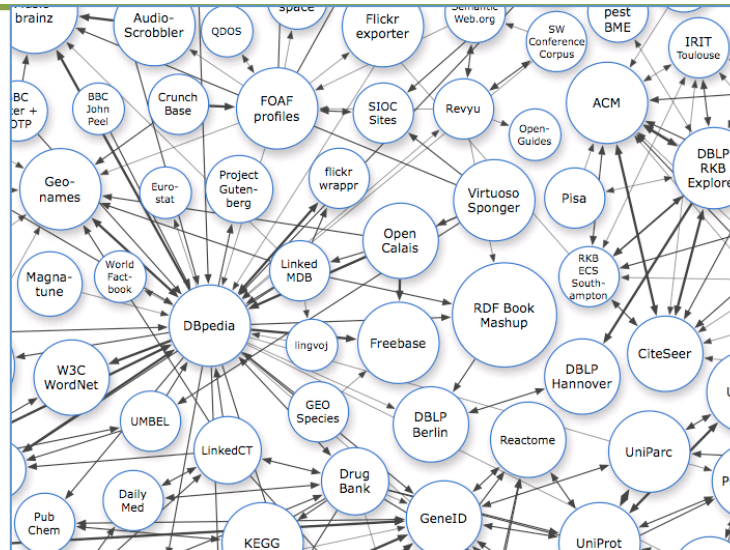 brainz
Audio-
Scrobbler
QDOS
space
Flickr
exporter
Semantic
Web.org
SW
Conference
Corpus
pest
BME
IRIT
Toulouse
BBC
John
Peel
Crunch
Base
FOAF
profiles
SIOC
Sites
Revyu
Open-
Guides
ACM
DBLP
RKB
Explore
Geo-
names
Euro-
stat
Project
Guten-
berg
flickr
wrappr
Virtuoso
Sponger
Pisa
Open
Calais
Magna-
tune
World
Fact-
book
Linked
MDB
RKB
ECS
South-
ampton
DBpedia
lingvoj
Freebase
RDF Book
Mashup
CiteSeer
W3C
WordNet
DBLP
Hannover
GEO
Species
UMBEL
DBLP
Berlin
LinkedCT
Reactome
UniParc
Drug
Bank
Daily
Med
Pub
Chem
KEGG
GeneID
UniProt